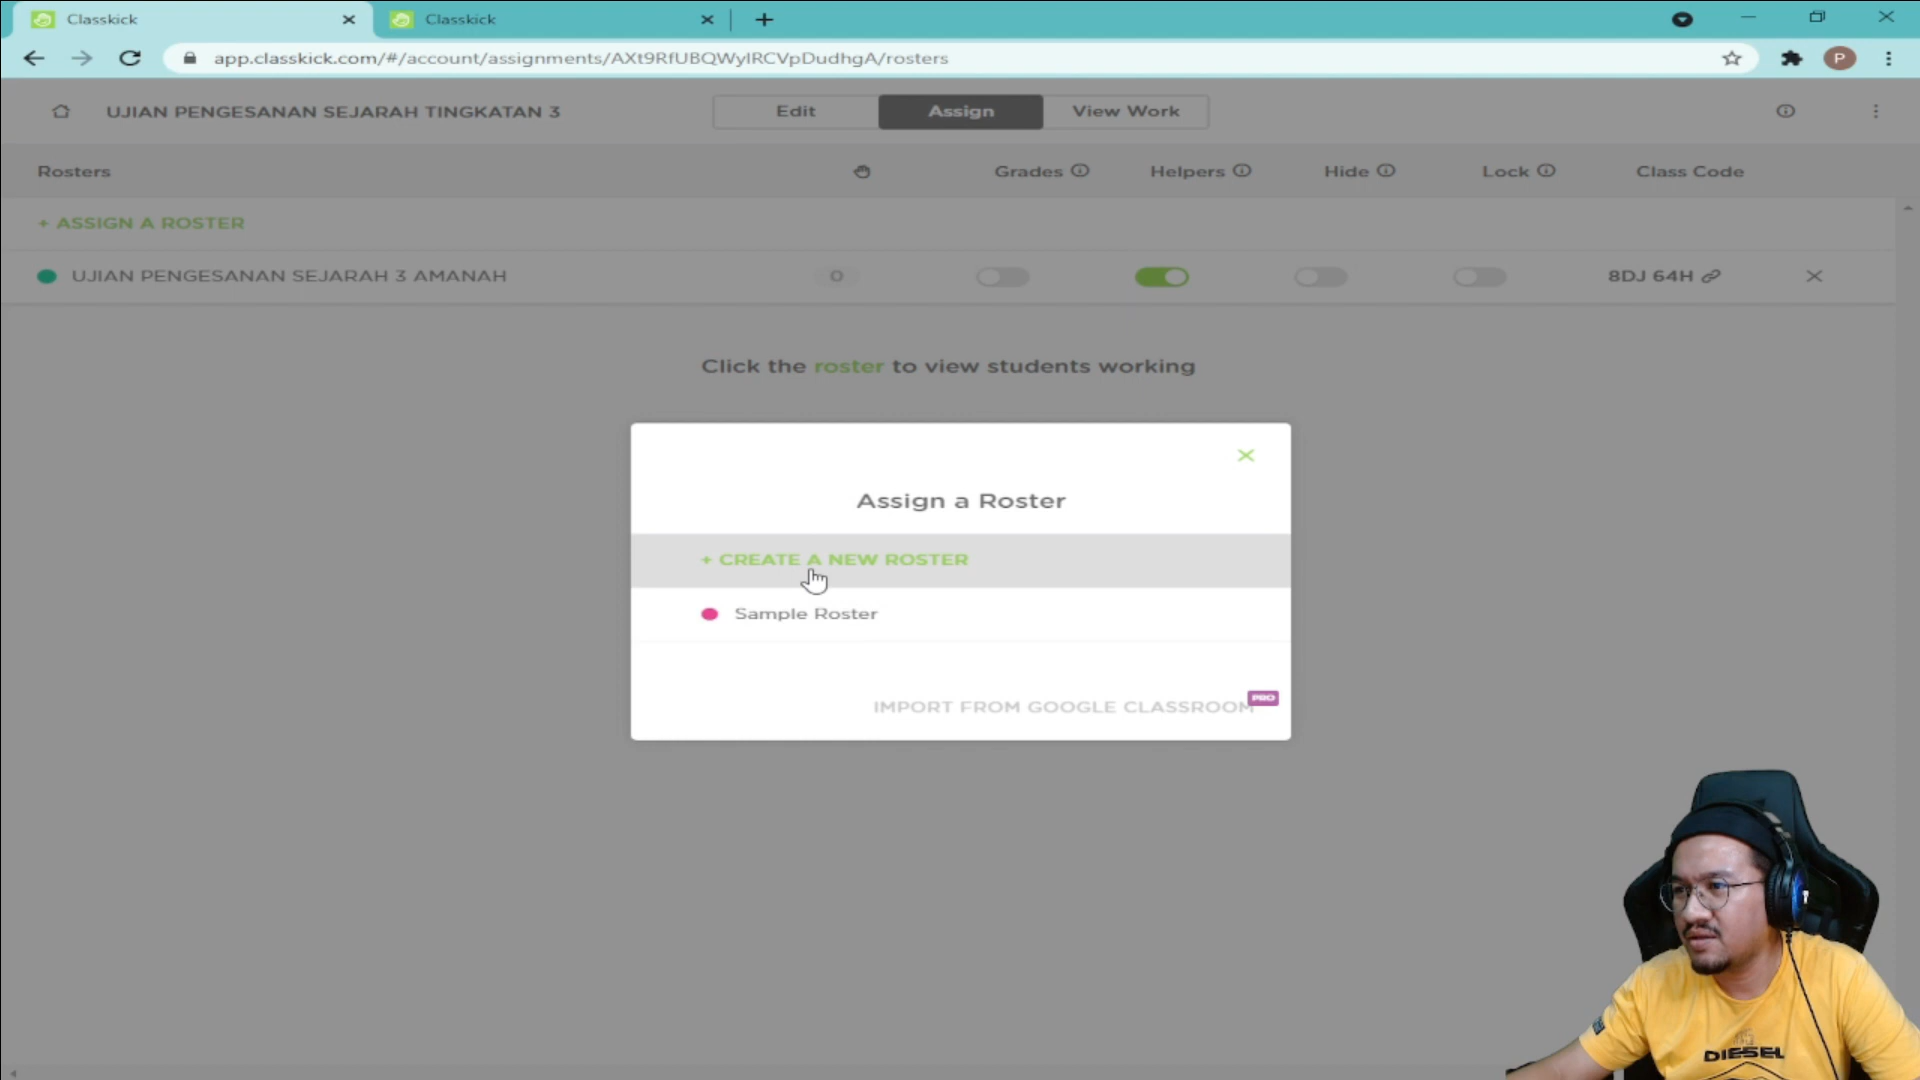 Classkick
Classkick
app.classkick.com/#/account/assignments/AXt9RfUBQWyIRCVpDudhgA/rosters
P
UJIAN PENGESANAN SEJARAH TINGKATAN 3
Edit
Assign
View Work
Rosters
Grades
Helpers
Hide
Lock
Class Code
+ ASSIGN A ROSTER
UJIAN PENGESANAN SEJARAH 3 AMANAH
0
8DJ 64H
Click the roster to view students working
Assign a Roster
+ CREATE A NEW ROSTER
Sample Roster
IMPORT FROM GOOGLE CLASSROOM
PRO
DIESEL